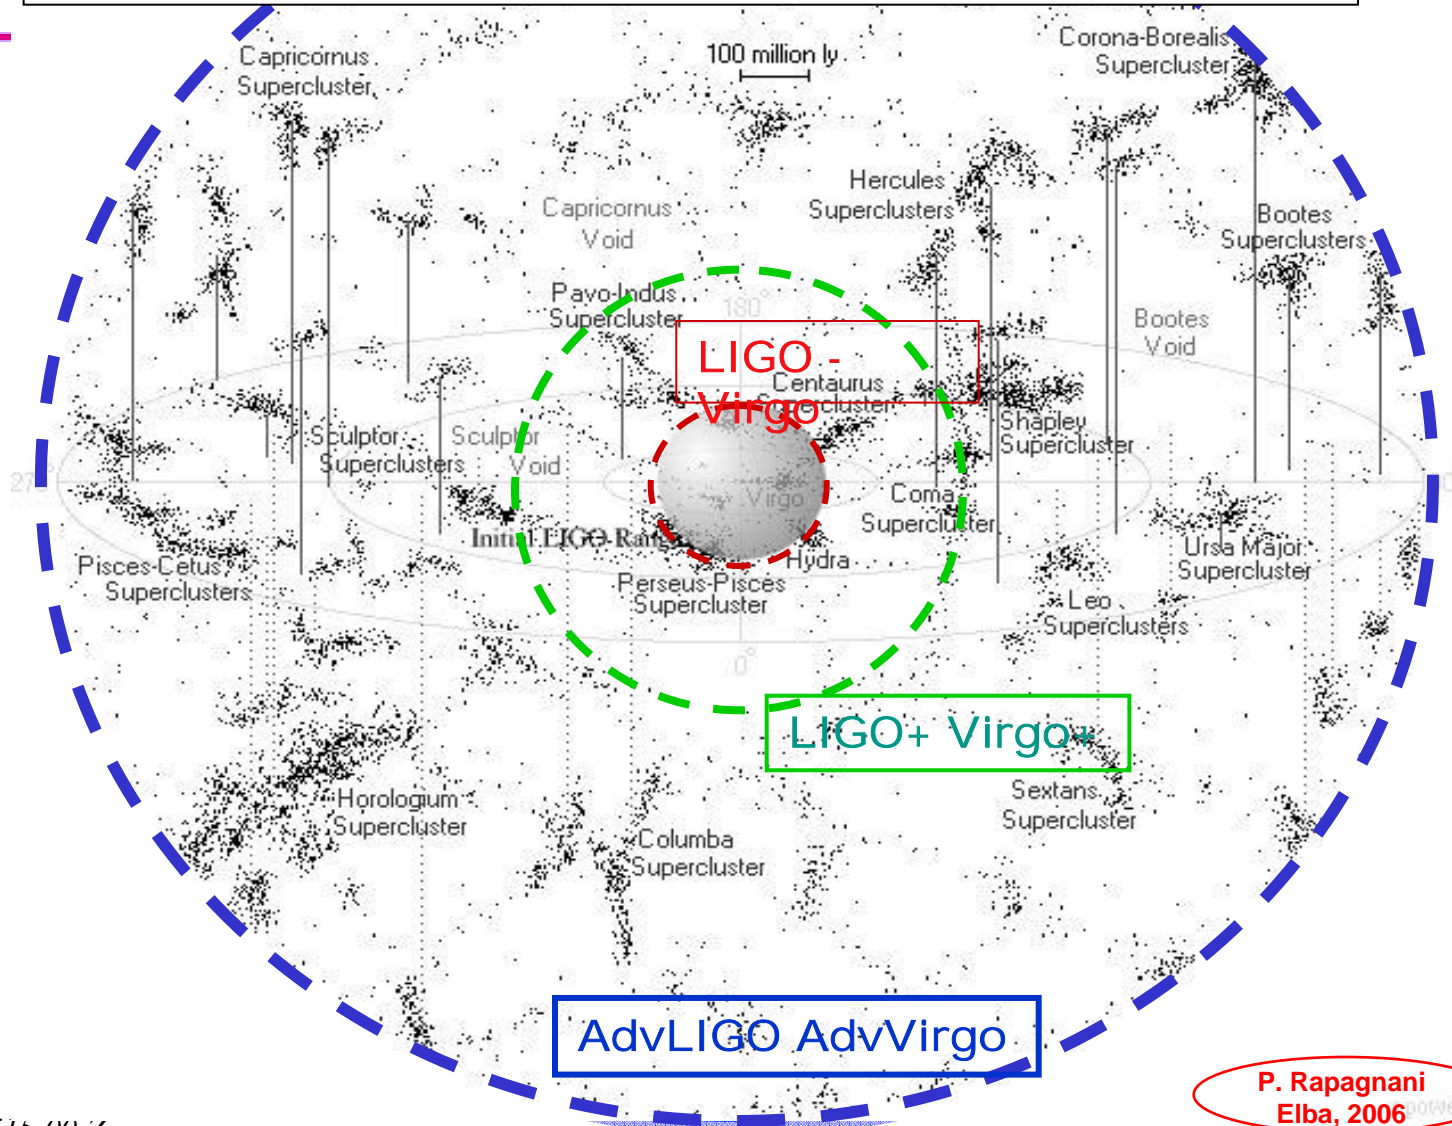 Capricornus
Supercluster
100 million ly
Corona-Borealis
Supercluster
Hercules
Superclusters
Capricornus
Void
Bootes
Superclusters
Pavo-Indus
Supercluster
180°
Bootes
Void
LIGO -
Virgo
Centaurus
Supercluster
Shapley
Supercluster
Sculptor
Superclusters
Sculptor
Void
Virgo
Coma
Supercluster
Initial LIGO Range
Hydra
Pisces-Cetus
Superclusters
Perseus-Pisces
Supercluster
Ursa Major
Supercluster
Leo
Superclusters
0°
LIGO+ Virgo+
Horologium
Supercluster
Sextans
Supercluster
Columba
Supercluster
AdvLIGO AdvVirgo
P. Rapagnani
Elba, 2006